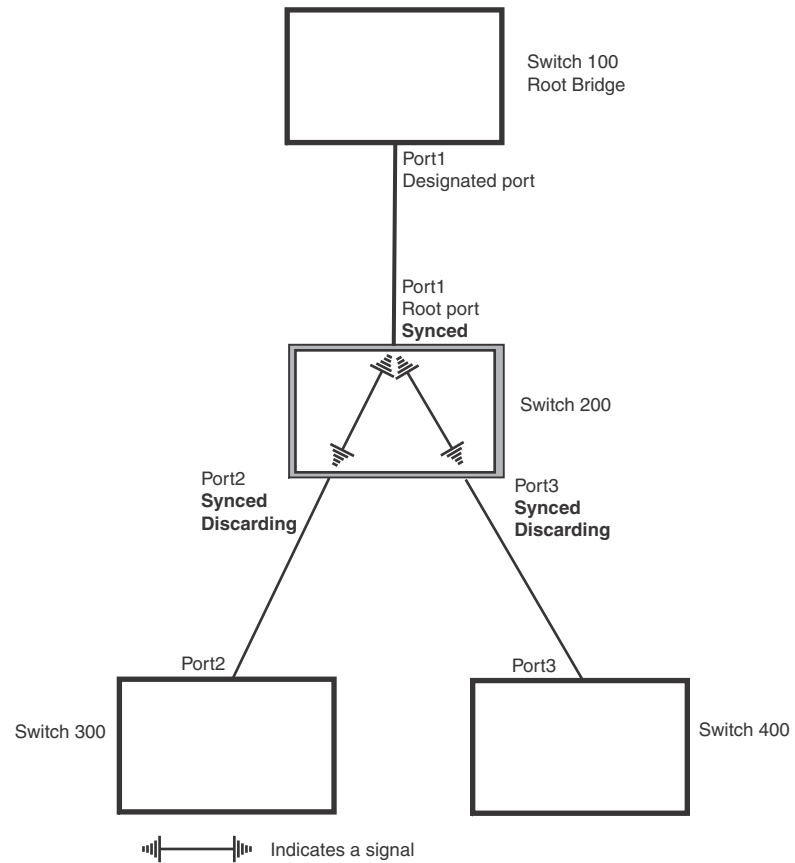 Switch 100
Root Bridge
Port1
Designated port
Port1
Root port
Synced
Switch 200
Port2
Synced
Discarding
Port3
Synced
Discarding
Port2
Port3
Switch 300
Switch 400
Indicates a signal